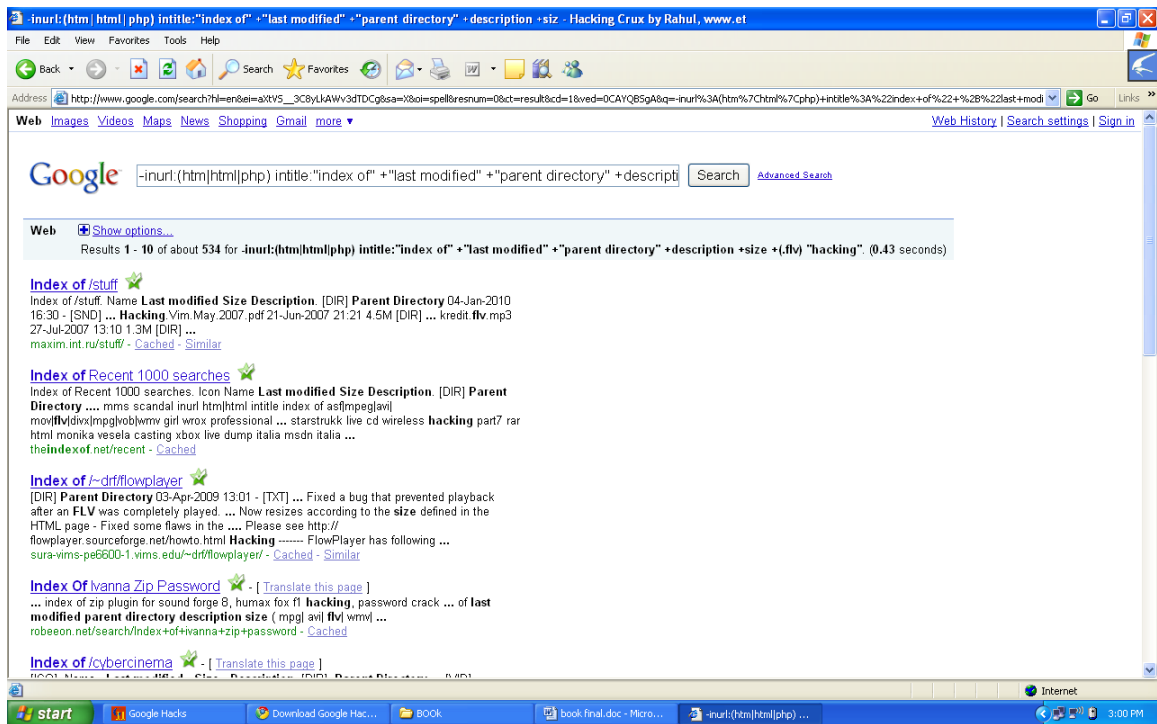 -inurl:(htm|html|php) intitle:"index of" +"last modified" +"parent directory" +description +siz - Hacking Crux by Rahul, www.et
File Edit View Favorites Tools Help
Back Search Favorites
Address http://www.google.com/search?hl=en&ei=aXtVS__3C8yLkAWv3dTDCg&sa=X&oi=spell&resnum=0&ct=result&cd=1&ved=0CAYQBSgA&q=-inurl%3A(htm%7Chtml%7Cphp)+intitle%3A%22index+of%22+%2B%22last+modi Go Links »
Web Images Videos Maps News Shopping Gmail more ▼ Web History | Search settings | Sign in
Google -inurl:(htm|html|php) intitle:"index of" +"last modified" +"parent directory" +descripti Search Advanced Search
Web Show options...
Results 1 - 10 of about 534 for -inurl:(htm|html|php) intitle:"index of" +"last modified" +"parent directory" +description +size +(.flv) "hacking". (0.43 seconds)
Index of /stuff
Index of /stuff. Name Last modified Size Description. [DIR] Parent Directory 04-Jan-2010
16:30 - [SND] ... Hacking.Vim.May.2007.pdf 21-Jun-2007 21:21 4.5M [DIR] ... kredit.flv.mp3
27-Jul-2007 13:10 1.3M [DIR] ...
maxim.int.ru/stuff/ - Cached - Similar
Index of Recent 1000 searches
Index of Recent 1000 searches. Icon Name Last modified Size Description. [DIR] Parent
Directory .... mms scandal inurl htm|html intitle index of asf|mpeg|avi|
mov|flv|divx|mpg|vob|wmv girl wrox professional ... starstrukk live cd wireless hacking part7 rar
html monika vesela casting xbox live dump italia msdn italia ...
theindexof.net/recent - Cached
Index of /~drf/flowplayer
[DIR] Parent Directory 03-Apr-2009 13:01 - [TXT] ... Fixed a bug that prevented playback
after an FLV was completely played. ... Now resizes according to the size defined in the
HTML page - Fixed some flaws in the .... Please see http://
flowplayer.sourceforge.net/howto.html Hacking ------- FlowPlayer has following ...
sura-vims-pe6600-1.vims.edu/~drf/flowplayer/ - Cached - Similar
Index Of Ivanna Zip Password - [ Translate this page ]
... index of zip plugin for sound forge 8, humax fox f1 hacking, password crack ... of last
modified parent directory description size ( mpg| avi| flv| wmv| ...
robeeon.net/search/Index+of+ivanna+zip+password - Cached
Index of /cybercinema - [ Translate this page ]
[ICO]. Name. Last modified. Size. Description. [DIR]. Parent Directory
Internet
start Google Hacks Download Google Hac... BOOk book final.doc - Micro... -inurl:(htm|html|php) ... 3:00 PM